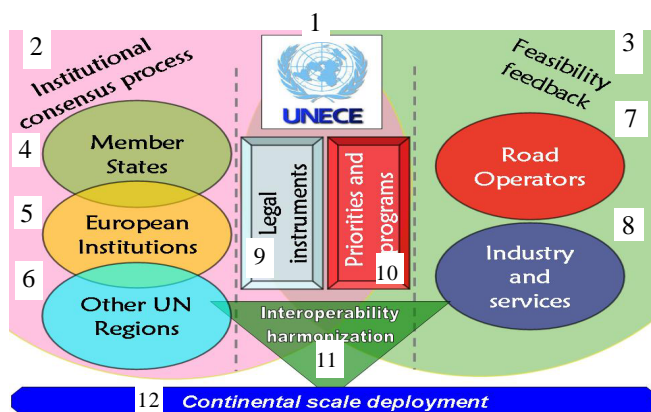 1
2
3
Institutional
consensus process
UNECE
Feasibility
feedback
4
Member
States
5
European
Institutions
6
Other UN
Regions
Legal
instruments
9
Priorities and
programs
10
7
Road
Operators
8
Industry
and
services
Interoperability
harmonization
11
12
Continental scale deployment